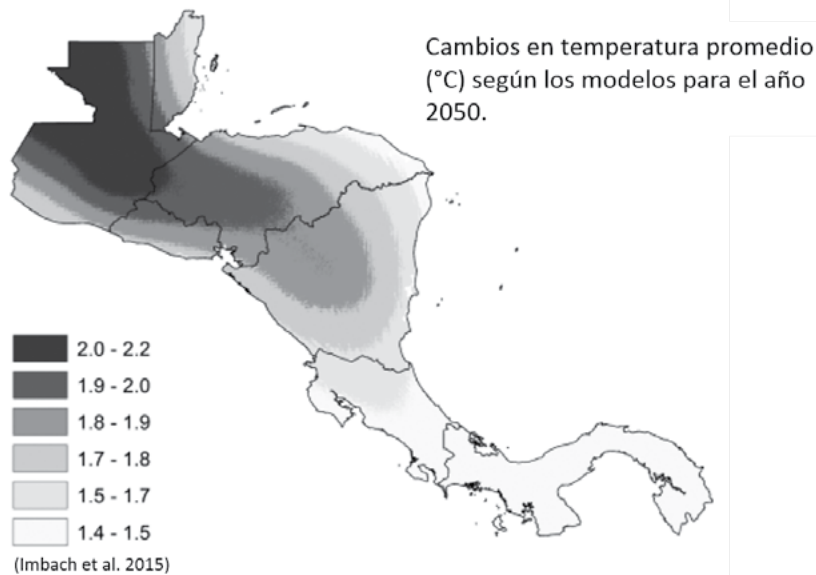 Cambios en temperatura promedio
(°C) según los modelos para el año
2050.
2.0 - 2.2
1.9 - 2.0
1.8 - 1.9
1.7 - 1.8
1.5 - 1.7
1.4 - 1.5
(Imbach et al. 2015)